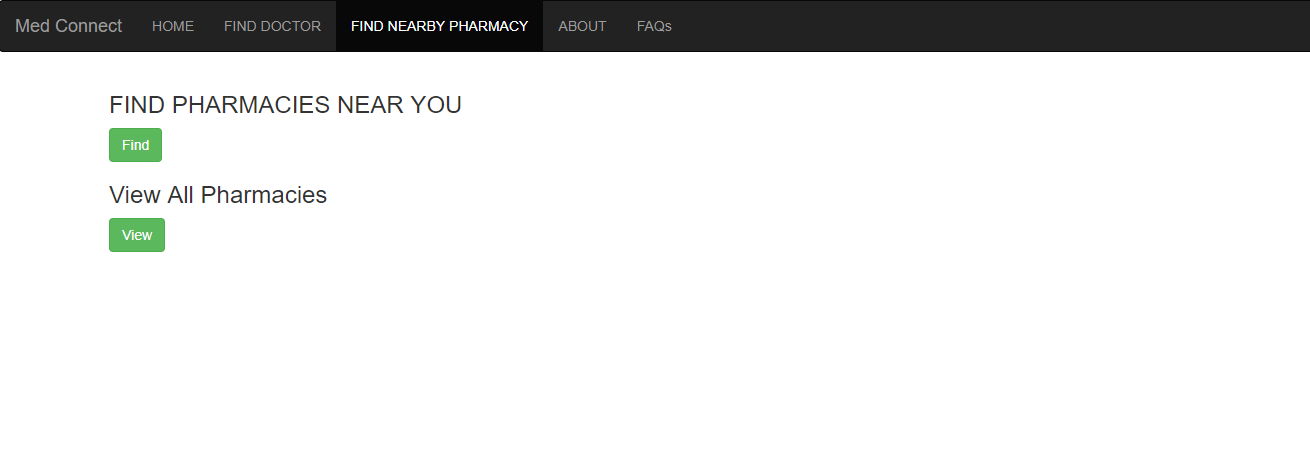 Med Connect HOME FIND DOCTOR FIND NEARBY PHARMACY ABOUT FAQs
FIND PHARMACIES NEAR YOU
Find
View All Pharmacies
View